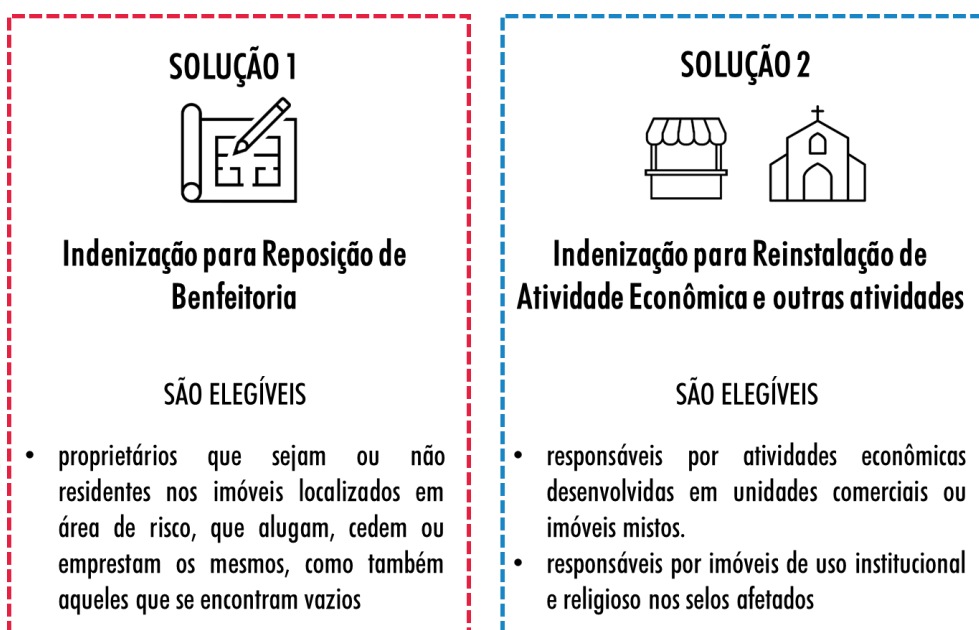 SOLUÇÃO 1
Indenização para Reposição de
Benfeitoria
SÃO ELEGÍVEIS
• proprietários que sejam ou não
residentes nos imóveis localizados em
área de risco, que alugam, cedem ou
emprestam os mesmos, como também
aqueles que se encontram vazios
SOLUÇÃO 2
Indenização para Reinstalação de
Atividade Econômica e outras atividades
SÃO ELEGÍVEIS
• responsáveis por atividades econômicas
desenvolvidas em unidades comerciais ou
imóveis mistos.
• responsáveis por imóveis de uso institucional
e religioso nos selos afetados